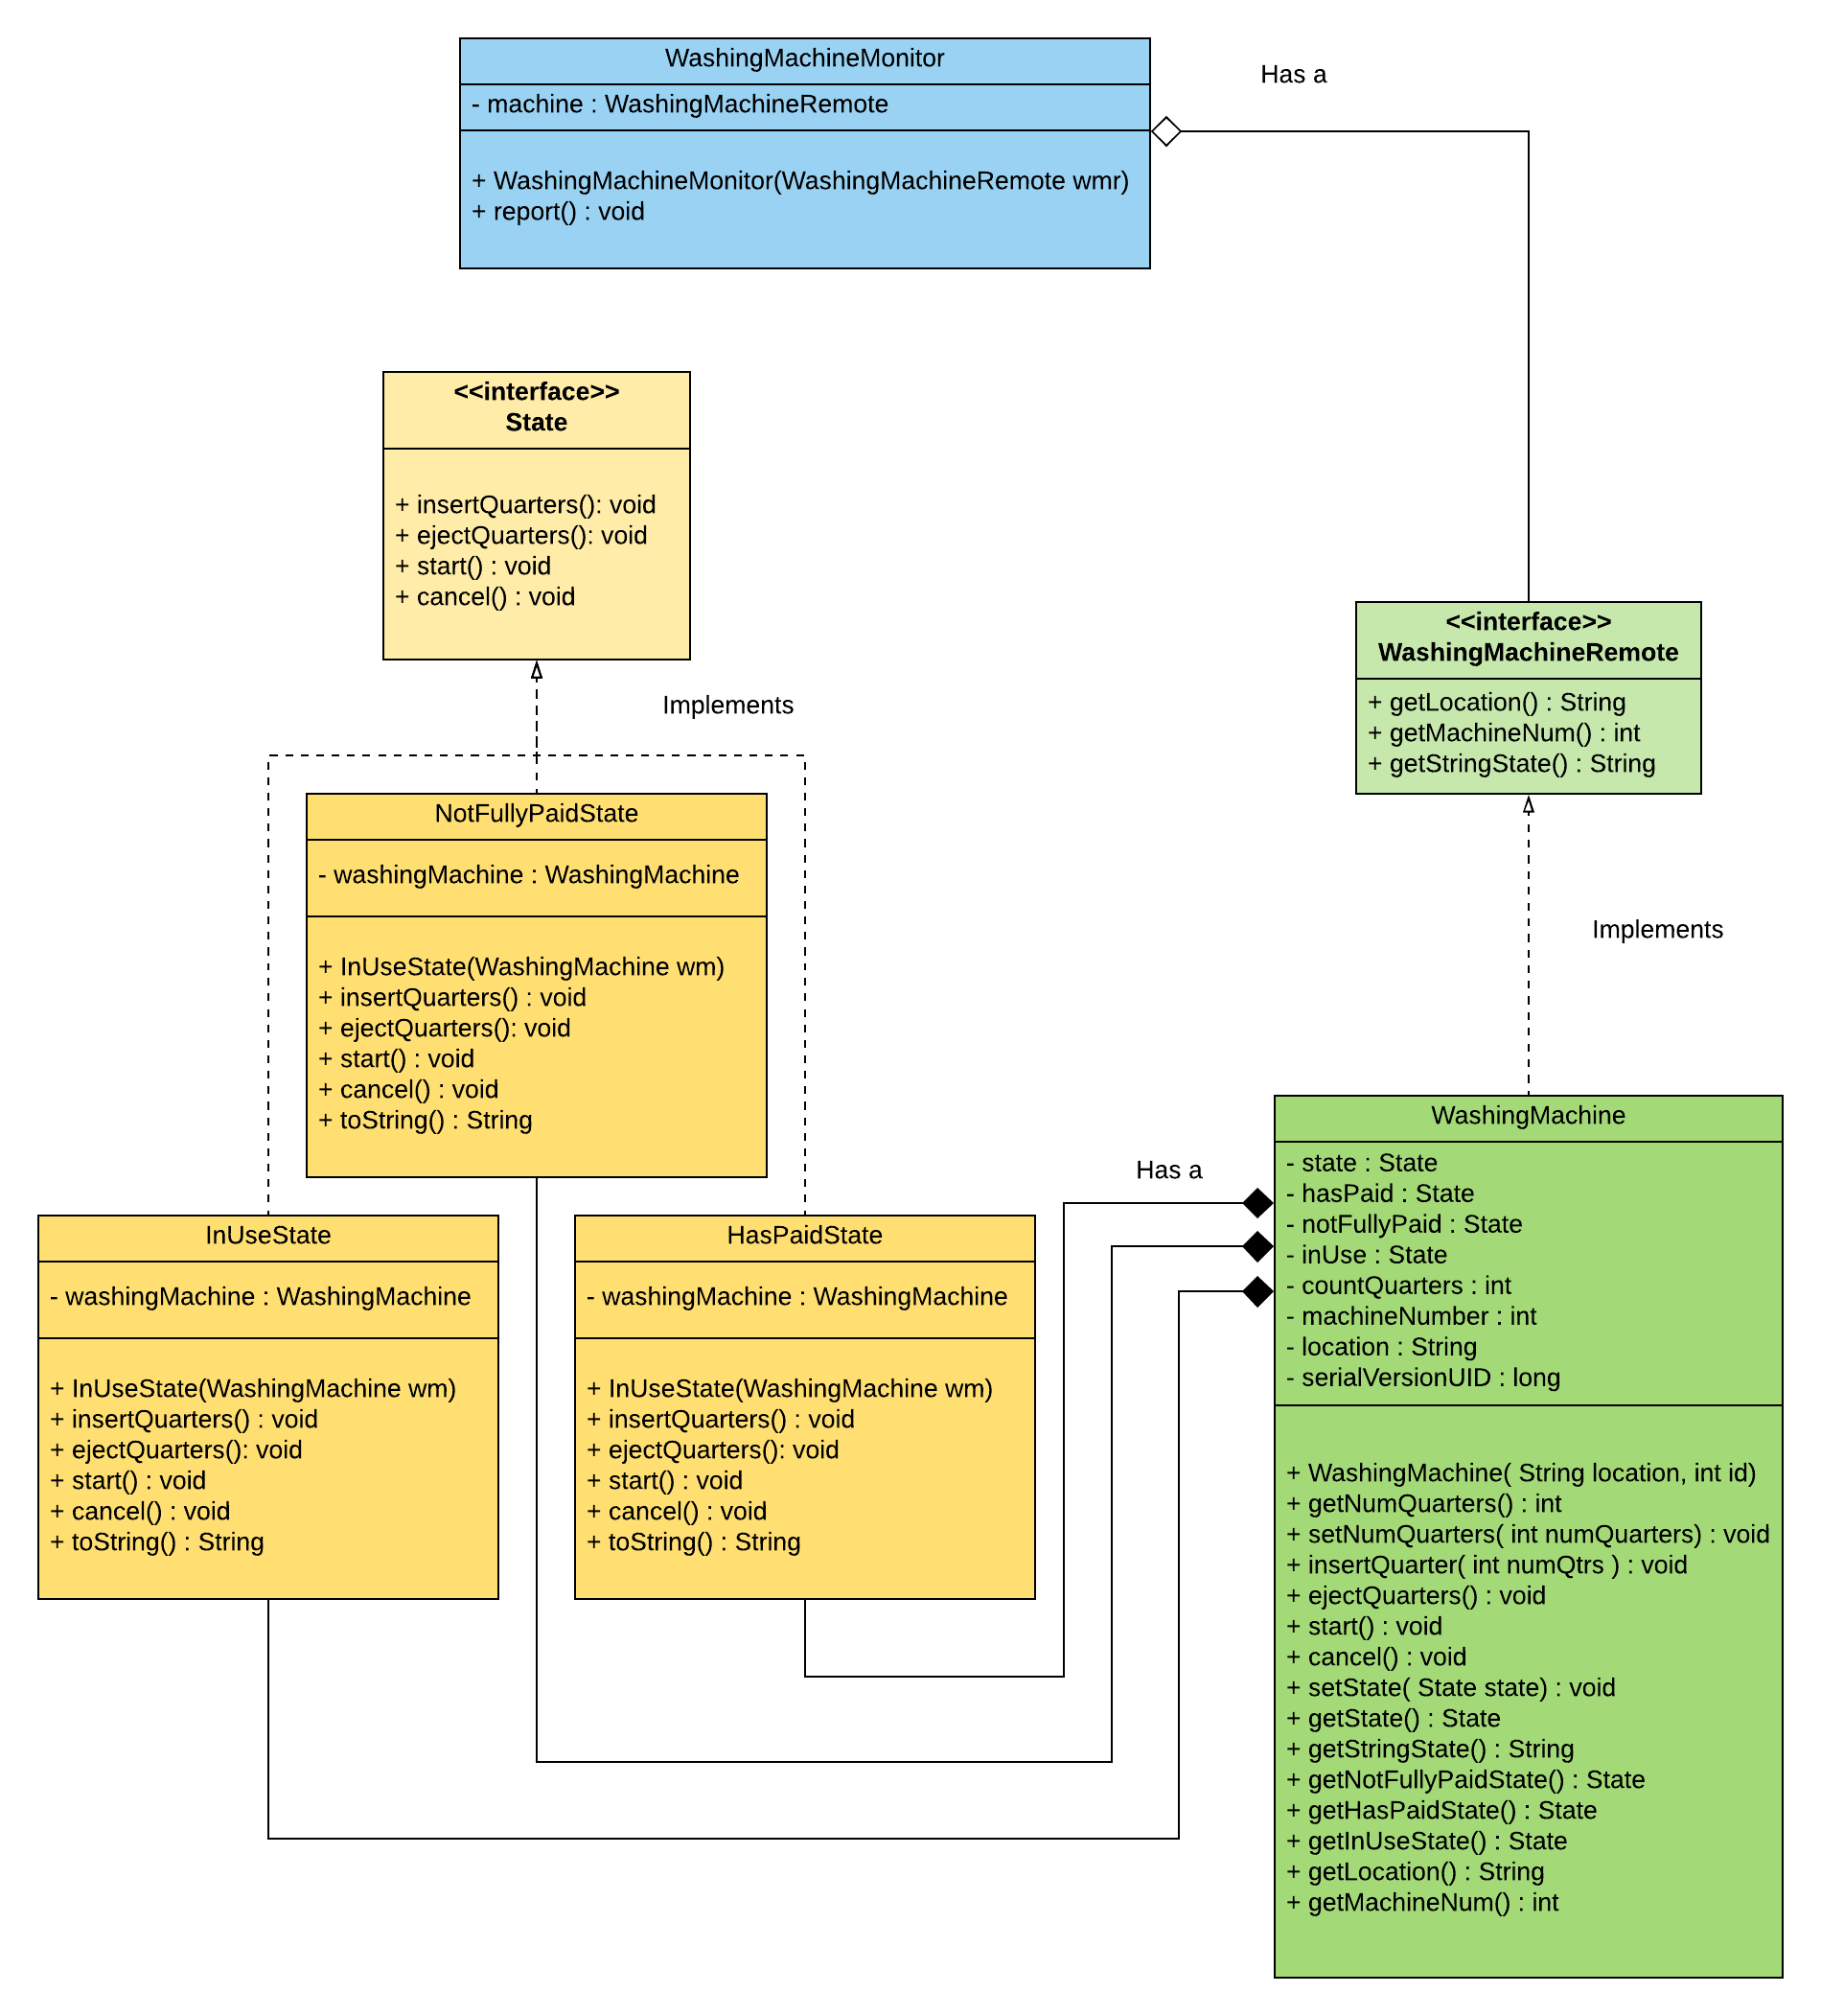 WashingMachineMonitor
- machine : WashingMachineRemote
+ WashingMachineMonitor(WashingMachineRemote wmr)
+ report() : void
Has a
<<interface>>
State
+ insertQuarters(): void
+ ejectQuarters(): void
+ start() : void
+ cancel() : void
Implements
<<interface>>
WashingMachineRemote
+ getLocation() : String
+ getMachineNum() : int
+ getStringState() : String
Implements
NotFullyPaidState
- washingMachine : WashingMachine
+ InUseState(WashingMachine wm)
+ insertQuarters() : void
+ ejectQuarters(): void
+ start() : void
+ cancel() : void
+ toString() : String
InUseState
- washingMachine : WashingMachine
+ InUseState(WashingMachine wm)
+ insertQuarters() : void
+ ejectQuarters(): void
+ start() : void
+ cancel() : void
+ toString() : String
HasPaidState
- washingMachine : WashingMachine
+ InUseState(WashingMachine wm)
+ insertQuarters() : void
+ ejectQuarters(): void
+ start() : void
+ cancel() : void
+ toString() : String
Has a
WashingMachine
- state : State
- hasPaid : State
- notFullyPaid : State
- inUse : State
- countQuarters : int
- machineNumber : int
- location : String
- serialVersionUID : long
+ WashingMachine( String location, int id)
+ getNumQuarters() : int
+ setNumQuarters( int numQuarters) : void
+ insertQuarter( int numQtrs ) : void
+ ejectQuarters() : void
+ start() : void
+ cancel() : void
+ setState( State state) : void
+ getState() : State
+ getStringState() : String
+ getNotFullyPaidState() : State
+ getHasPaidState() : State
+ getInUseState() : State
+ getLocation() : String
+ getMachineNum() : int